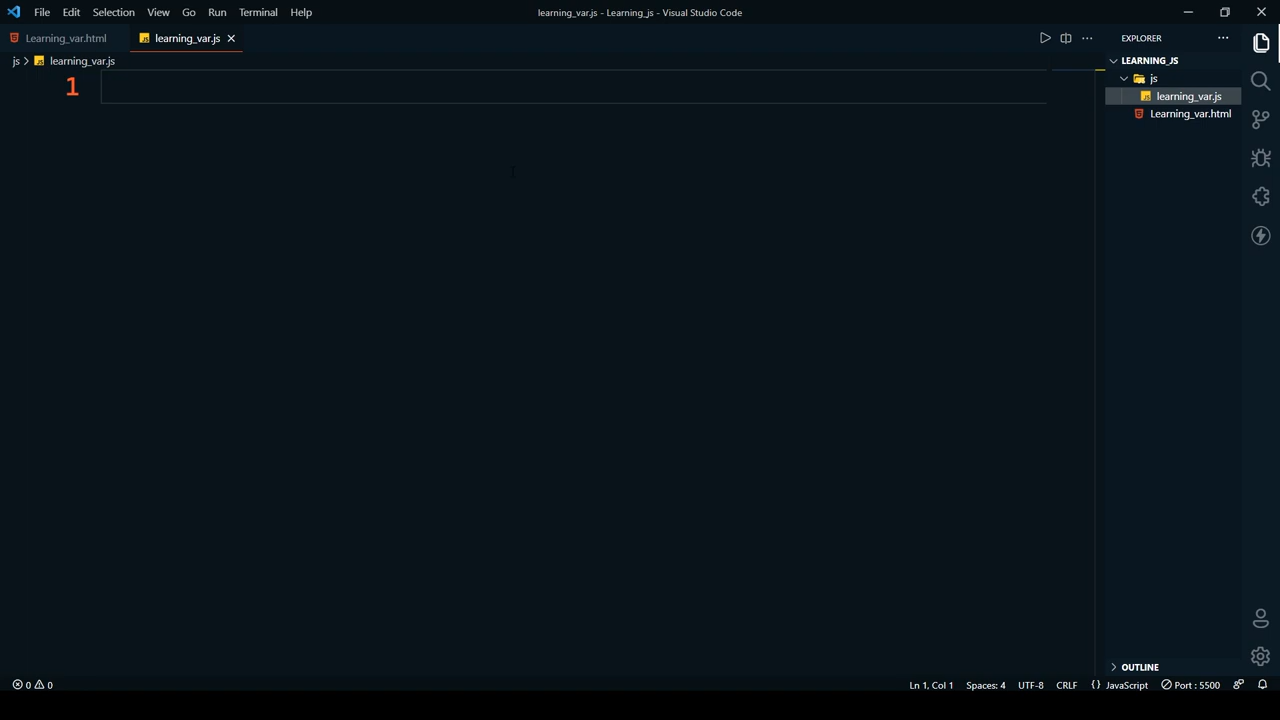 File Edit Selection View Go Run Terminal Help
learning_var.js - Learning_js - Visual Studio Code
Learning_var.html
learning_var.js
js > learning_var.js
1
EXPLORER
LEARNING_JS
js
learning_var.js
Learning_var.html
OUTLINE
0 0
Ln 1, Col 1 Spaces: 4 UTF-8 CRLF {} JavaScript Port : 5500